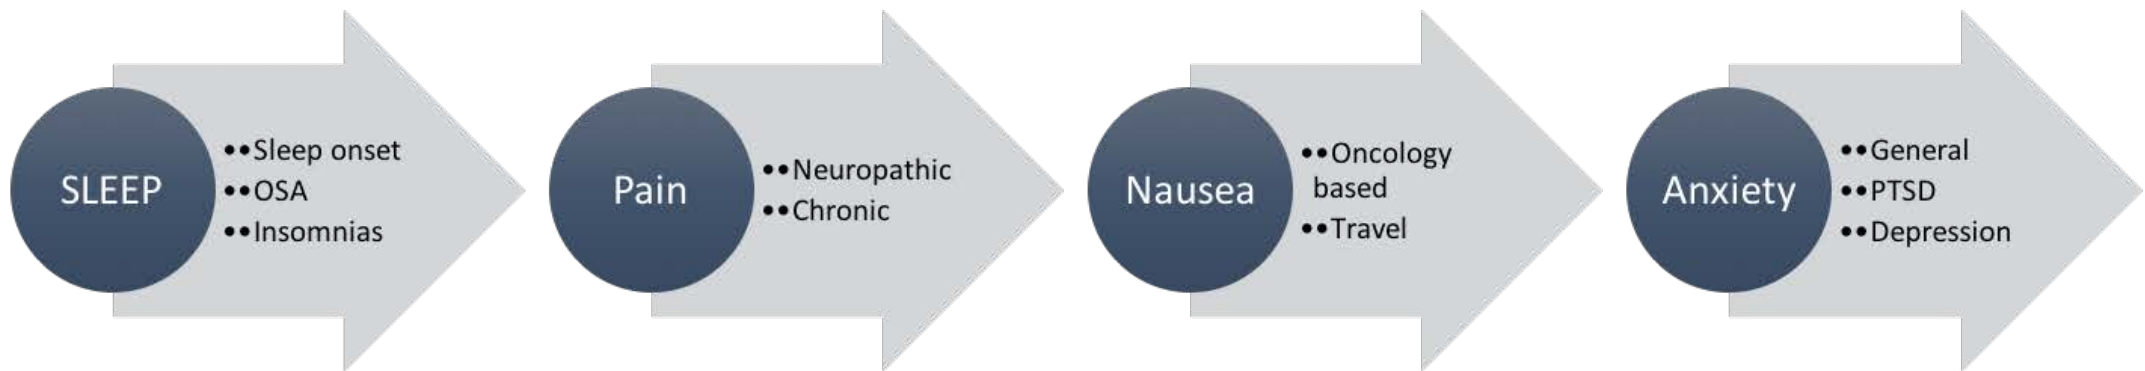 SLEEP
••Sleep onset
••OSA
••Insomnias
Pain
••Neuropathic
••Chronic
Nausea
••Oncology
based
••Travel
Anxiety
••General
••PTSD
••Depression